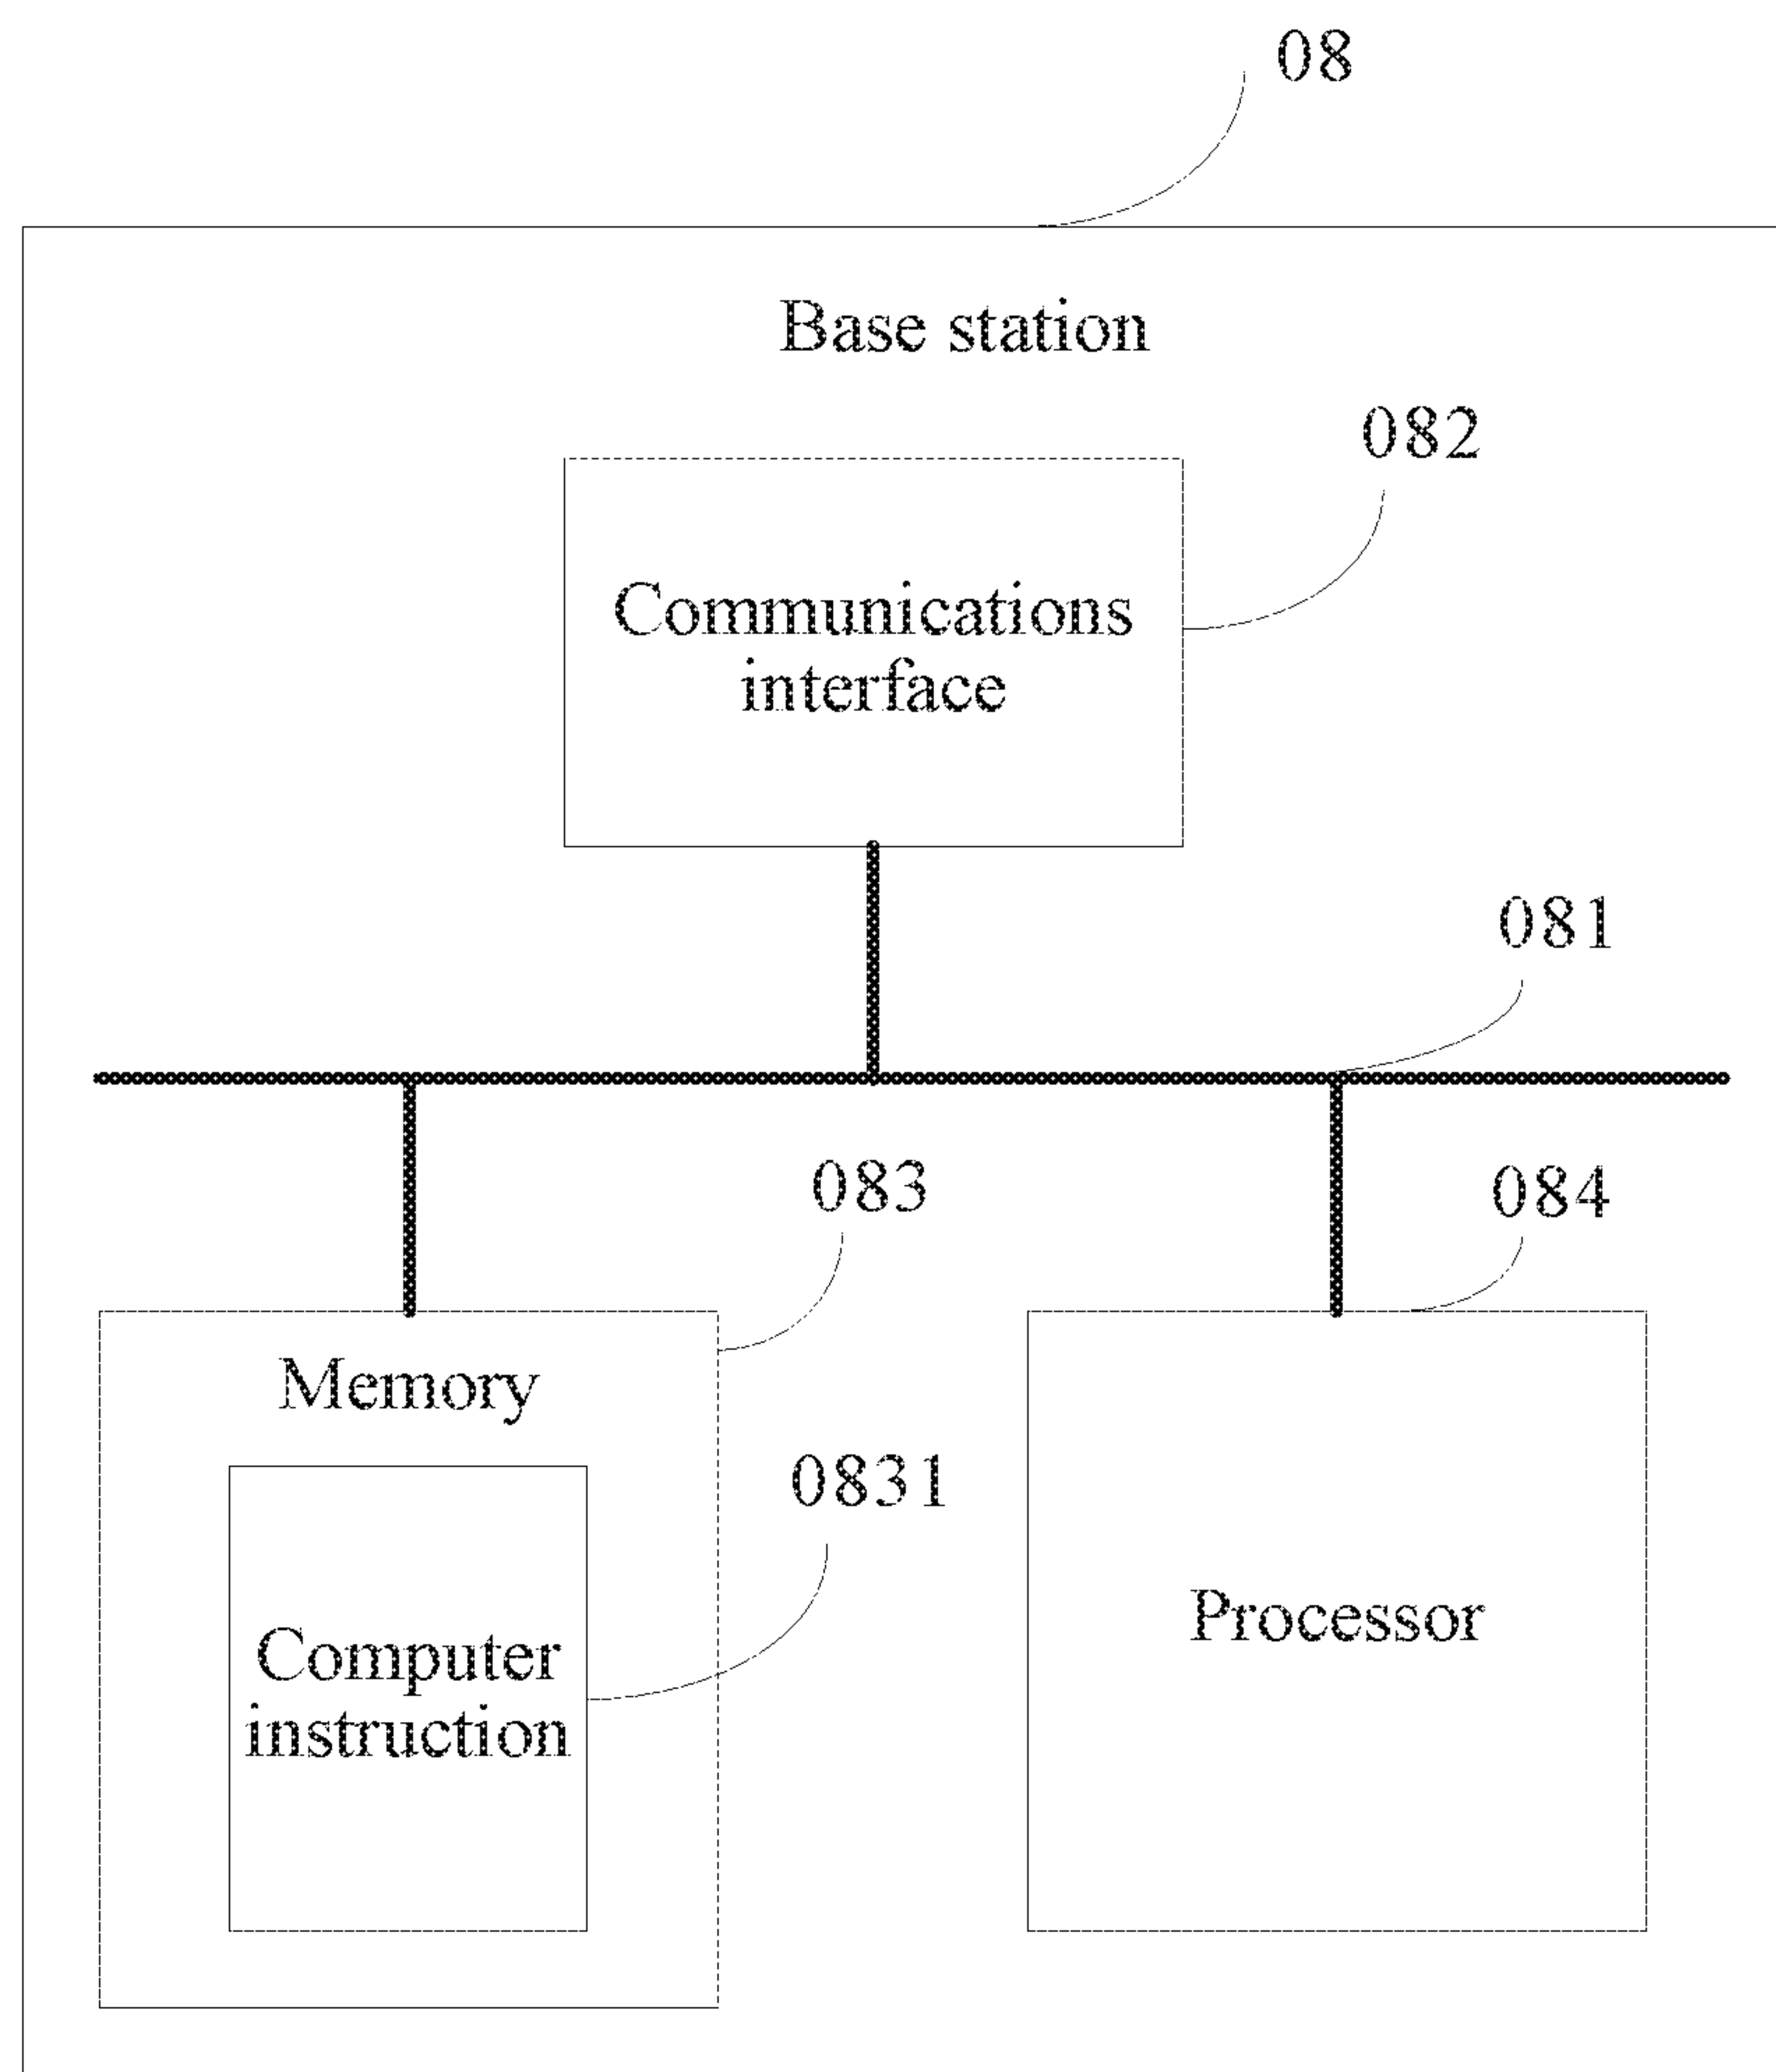 08
Base station
082
Communications
interface
081
083
084
Memory
0831
Computer
instruction
Processor